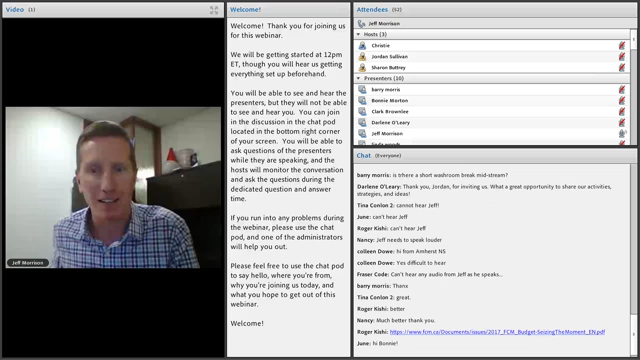 Video (1)
Jeff Morrison
Welcome!
Welcome! Thank you for joining us
for this webinar.
We will be getting started at 12pm
ET, though you will hear us getting
everything set up beforehand.
You will be able to see and hear the
presenters, but they will not be able
to see and hear you. You can join
in the discussion in the chat pod
located in the bottom right corner
of your screen. You will be able to
ask questions of the presenters
while they are speaking, and the
hosts will monitor the conversation
and ask the questions during the
dedicated question and answer
time.
If you run into any problems during
the webinar, please use the chat
pod, and one of the administrators
will help you out.
Please feel free to use the chat pod
to say hello, where you're from,
why you're joining us today, and
what you hope to get out of this
webinar.
Welcome!
Attendees (52)
Jeff Morrison
Hosts (3)
Christie
Jordan Sullivan
Sharon Buttrey
Presenters (10)
barry morris
Bonnie Morton
Clark Brownlee
Darlene O'Leary
Jeff Morrison
Chat (Everyone)
barry morris: is there a short washroom break mid-stream?
Darlene O'Leary: Thank you, Jordan, for inviting us. What a great opportunity to share our activities,
strategies, and ideas!
Tina Conlon 2: cannot hear Jeff!
June: can't hear Jeff
Roger Kishi: can't hear Jeff
Nancy: Jeff needs to speak louder
colleen Dowe: hi from Amherst NS
colleen Dowe: Yes difficult to hear
Fraser Code: Can't hear any audio from Jeff as he speaks...
barry morris: Thanx
Tina Conlon 2: great.
Roger Kishi: better
Nancy: Much better thank you.
Roger Kishi: https://www.fcm.ca/Documents/issues/2017_FCM_Budget-SeizingTheMoment_EN.pdf
June: hi Bonnie!